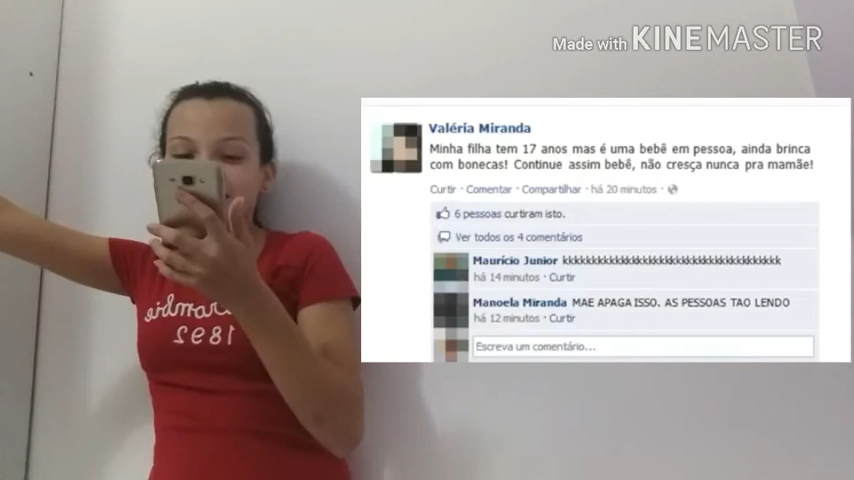 Made with KINEMASTER
Valéria Miranda
Minha filha tem 17 anos mas é uma bebê em pessoa, ainda brinca
com bonecas! Continue assim bebê, não cresça nunca pra mamãe!
Curtir · Comentar · Compartilhar · há 20 minutos ·
6 pessoas curtiram isto.
Ver todos os 4 comentários
Maurício Junior kkkkkkkkkkkkkkkkkkkkkkkkkkkkkkkkkkkkkkk
há 14 minutos · Curtir
Manoela Miranda MAE APAGA ISSO. AS PESSOAS TAO LENDO
há 12 minutos · Curtir
Escreva um comentário...
1892